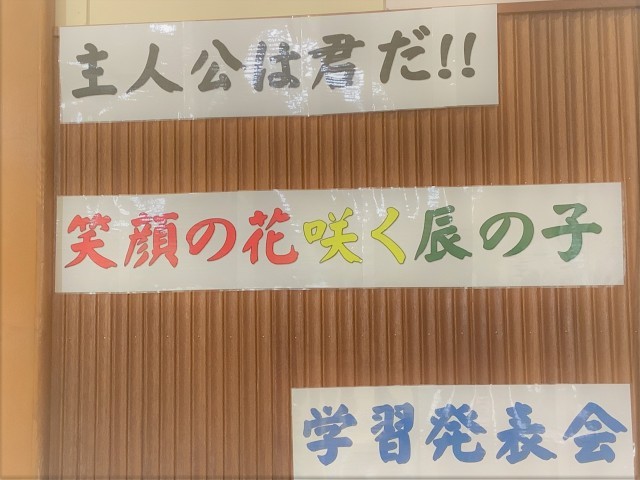 主人公は君だ!!
笑顔の花咲く辰の子
学習発表会